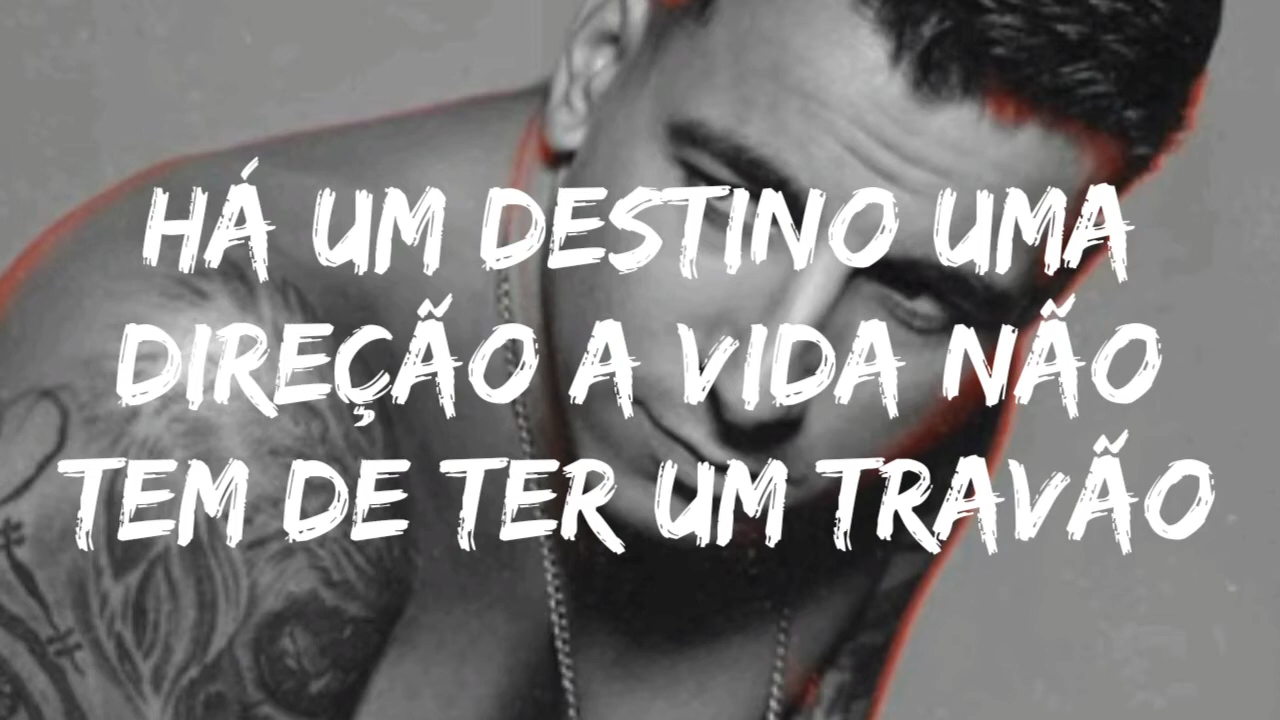 HÁ UM DESTINO UMA
DIREÇÃO A VIDA NÃO
TEM DE TER UM TRAVÃO